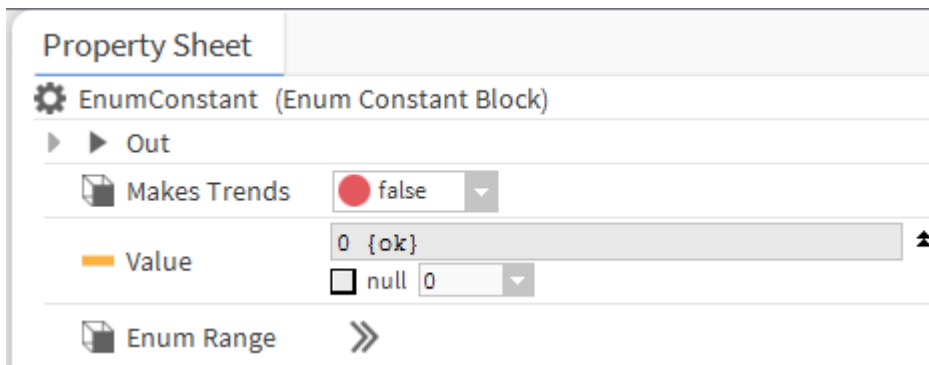 Property Sheet
EnumConstant (Enum Constant Block)
Out
Makes Trends false
Value 0 {ok}
null 0
Enum Range